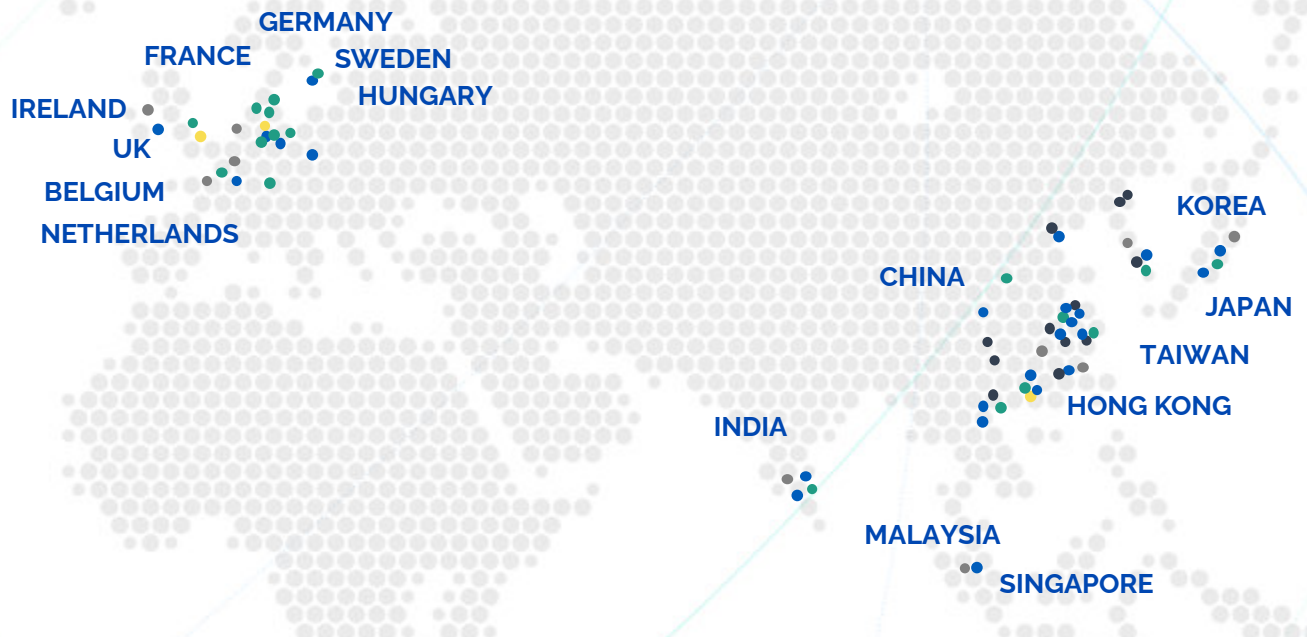 GERMANY
FRANCE
SWEDEN
HUNGARY
IRELAND
UK
BELGIUM
NETHERLANDS
KOREA
CHINA
JAPAN
TAIWAN
HONG KONG
INDIA
MALAYSIA
SINGAPORE